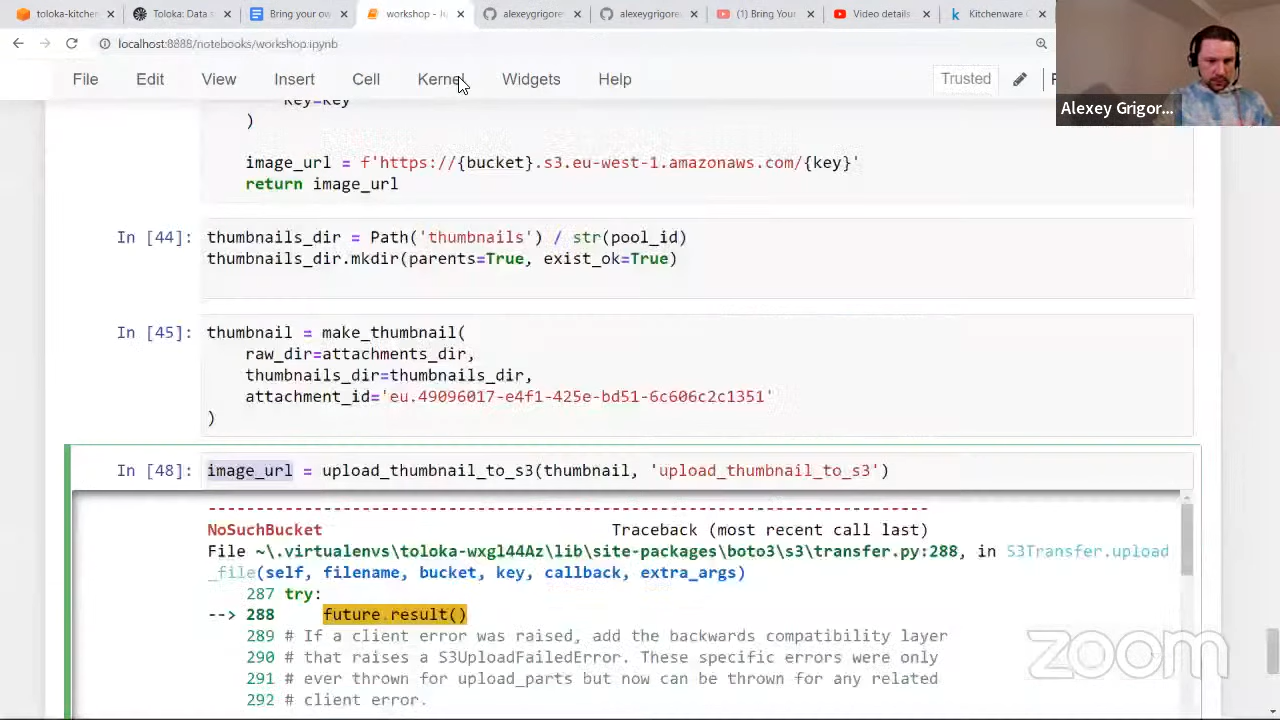 toloka-kitchen
Toloka: Data s
Bring your ow
workshop -
alexeygrigore
alexeygrigore
(1) Bring Your
Video details
Kitchenware C
localhost:8888/notebooks/workshop.ipynb
File Edit View Insert Cell Kernel Widgets Help Trusted
Alexey Grigor...
key=key
)
image_url = f'https://{bucket}.s3.eu-west-1.amazonaws.com/{key}'
return image_url
In [44]: thumbnails_dir = Path('thumbnails') / str(pool_id)
thumbnails_dir.mkdir(parents=True, exist_ok=True)
In [45]: thumbnail = make_thumbnail(
raw_dir=attachments_dir,
thumbnails_dir=thumbnails_dir,
attachment_id='eu.49096017-e4f1-425e-bd51-6c606c2c1351'
)
In [48]: image_url = upload_thumbnail_to_s3(thumbnail, 'upload_thumbnail_to_s3')
---------------------------------------------------------------------------
NoSuchBucket Traceback (most recent call last)
File ~\.virtualenvs\toloka-wxgl44Az\lib\site-packages\boto3\s3\transfer.py:288, in S3Transfer.upload
_file(self, filename, bucket, key, callback, extra_args)
287 try:
--> 288 future.result()
289 # If a client error was raised, add the backwards compatibility layer
290 # that raises a S3UploadFailedError. These specific errors were only
291 # ever thrown for upload_parts but now can be thrown for any related
292 # client error.
zoom